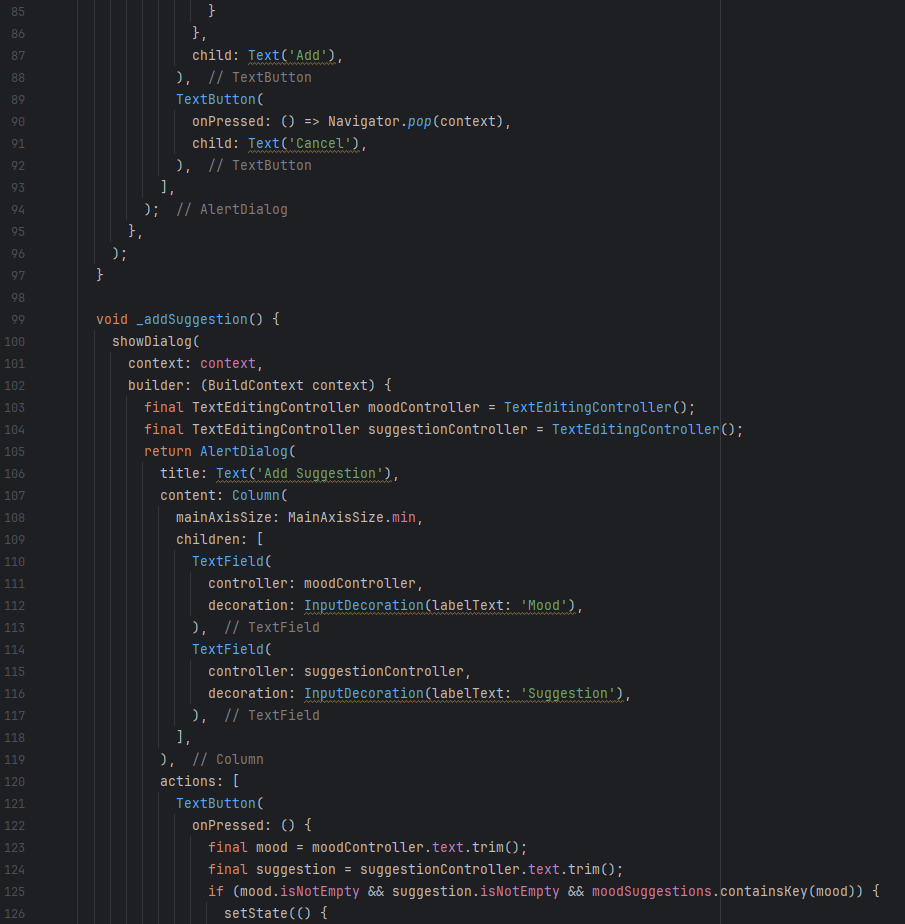 85                       }
86                     },
87                     child: Text('Add'),
88                   ),  // TextButton
89                   TextButton(
90                     onPressed: () => Navigator.pop(context),
91                     child: Text('Cancel'),
92                   ),  // TextButton
93                 ],
94               );  // AlertDialog
95             },
96           );
97         }
98
99         void _addSuggestion() {
100           showDialog(
101             context: context,
102             builder: (BuildContext context) {
103               final TextEditingController moodController = TextEditingController();
104               final TextEditingController suggestionController = TextEditingController();
105               return AlertDialog(
106                 title: Text('Add Suggestion'),
107                 content: Column(
108                   mainAxisSize: MainAxisSize.min,
109                   children: [
110                     TextField(
111                       controller: moodController,
112                       decoration: InputDecoration(labelText: 'Mood'),
113                     ),  // TextField
114                     TextField(
115                       controller: suggestionController,
116                       decoration: InputDecoration(labelText: 'Suggestion'),
117                     ),  // TextField
118                   ],
119                 ),  // Column
120                 actions: [
121                   TextButton(
122                     onPressed: () {
123                       final mood = moodController.text.trim();
124                       final suggestion = suggestionController.text.trim();
125                       if (mood.isNotEmpty && suggestion.isNotEmpty && moodSuggestions.containsKey(mood)) {
126                         setState(() {